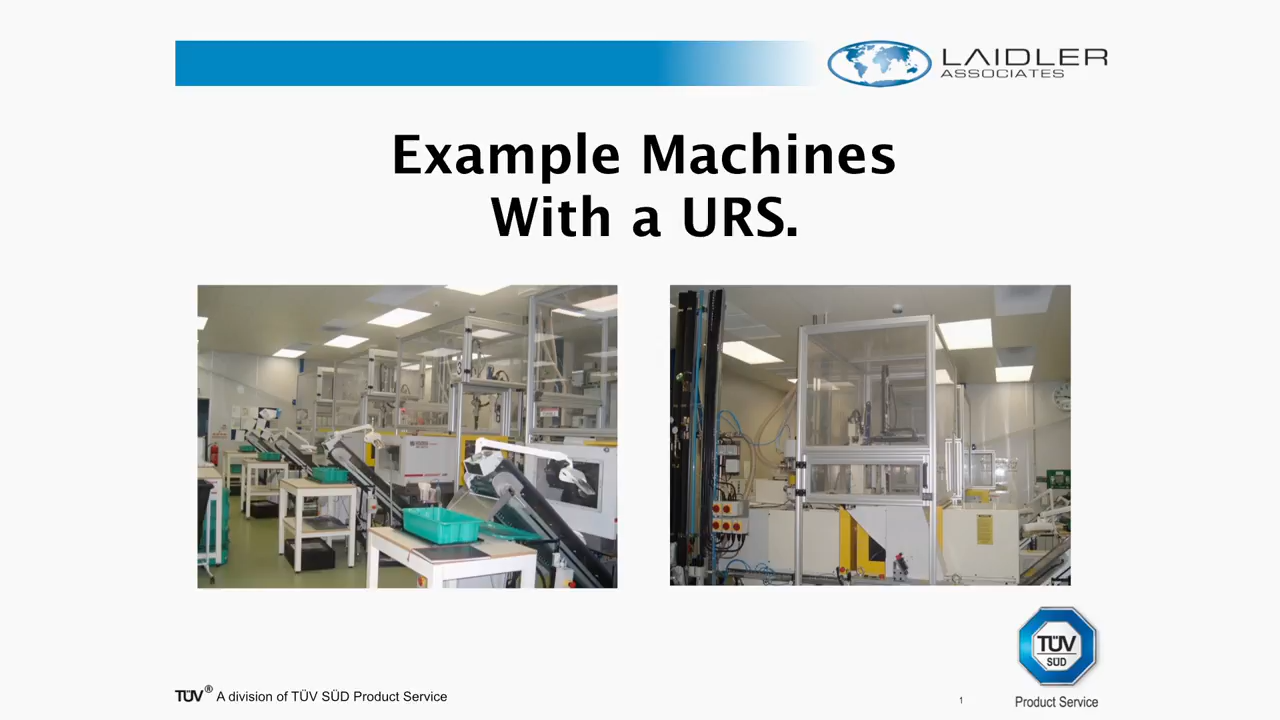 LAIDLER
ASSOCIATES
Example Machines
With a URS.
TÜV
SÜD
TÜV® A division of TÜV SÜD Product Service
1
Product Service